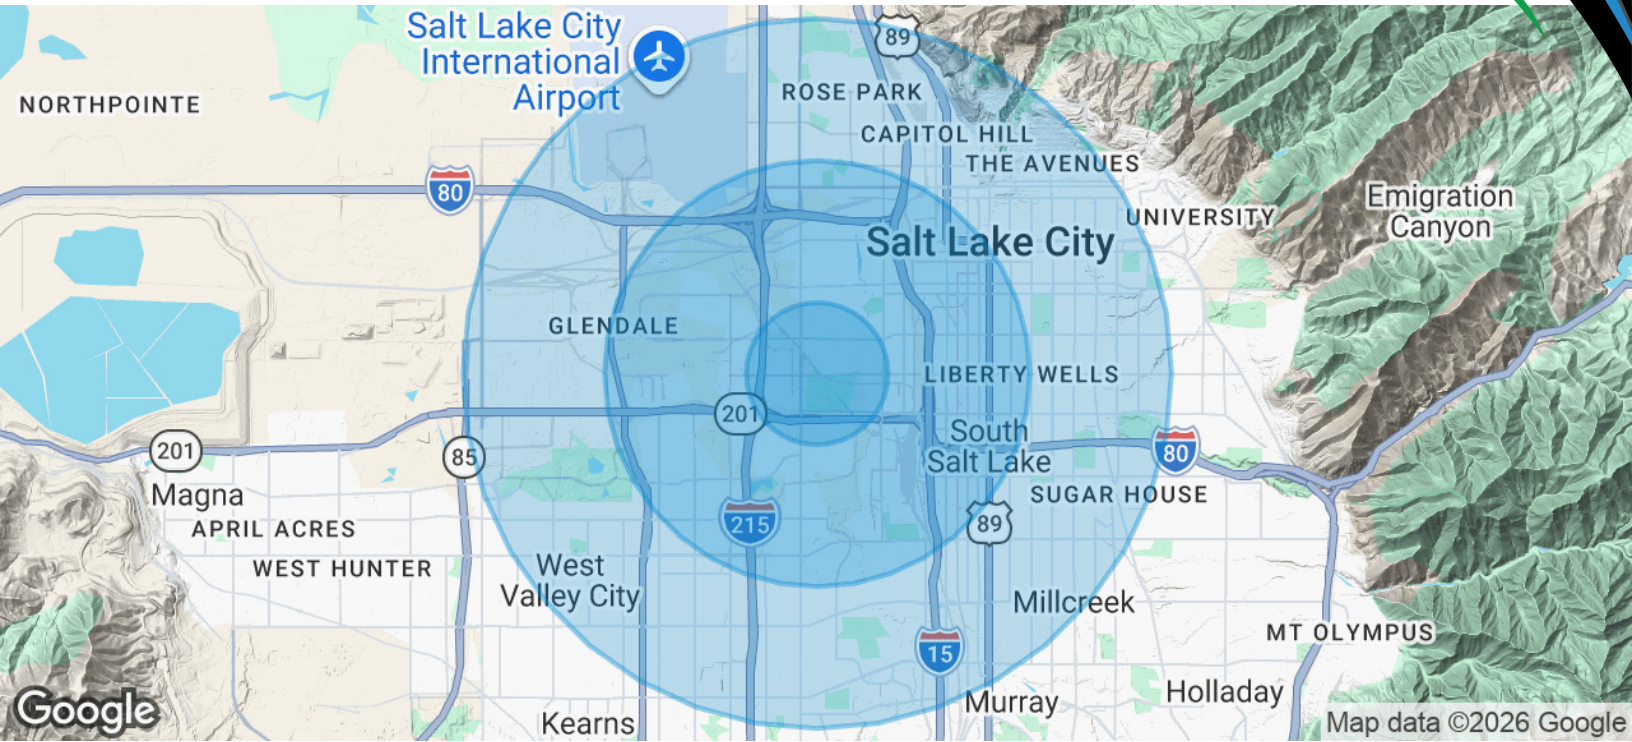 Salt Lake City
International
Airport
89
NORTHPOINTE
ROSE PARK
CAPITOL HILL
THE AVENUES
80
Emigration
Canyon
UNIVERSITY
Salt Lake City
GLENDALE
LIBERTY WELLS
201
201
85
South
Salt Lake
80
Magna
SUGAR HOUSE
APRIL ACRES
215
89
WEST HUNTER
West
Valley City
Millcreek
MT OLYMPUS
15
Holladay
Murray
Google
Kearns
Map data ©2026 Google